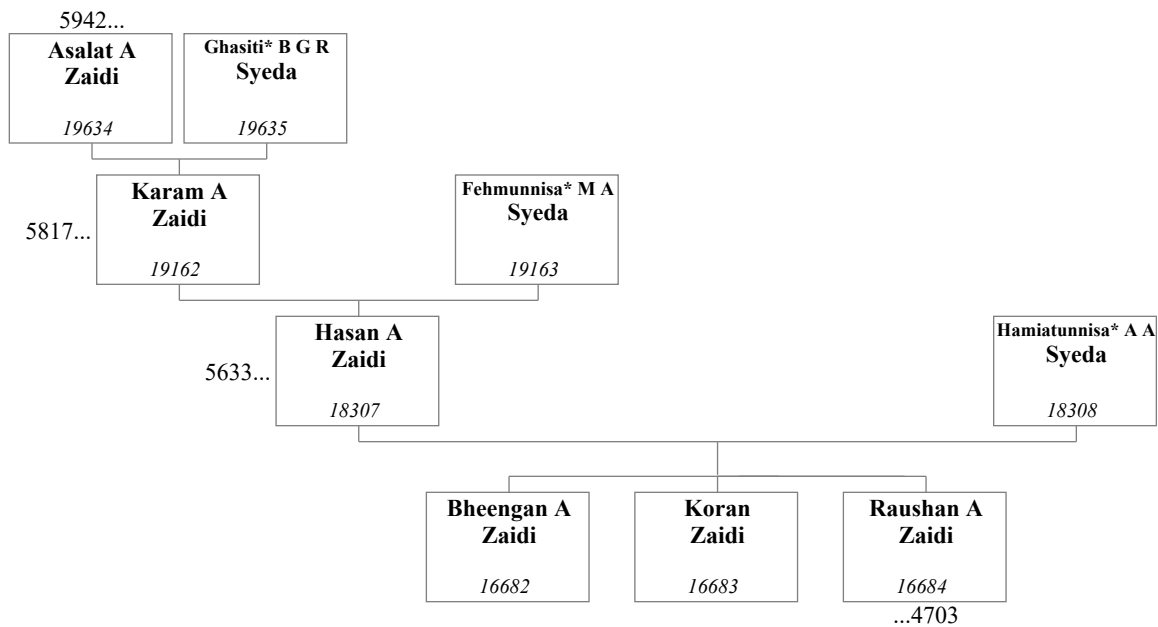 5942...
Asalat A
Zaidi
19634
Ghasiti* B G R
Syeda
19635
Karam A
Zaidi
19162
5817...
Fehmunnisa* M A
Syeda
19163
Hasan A
Zaidi
18307
5633...
Hamiatunnisa* A A
Syeda
18308
Bheengan A
Zaidi
16682
Koran
Zaidi
16683
Raushan A
Zaidi
16684
...4703